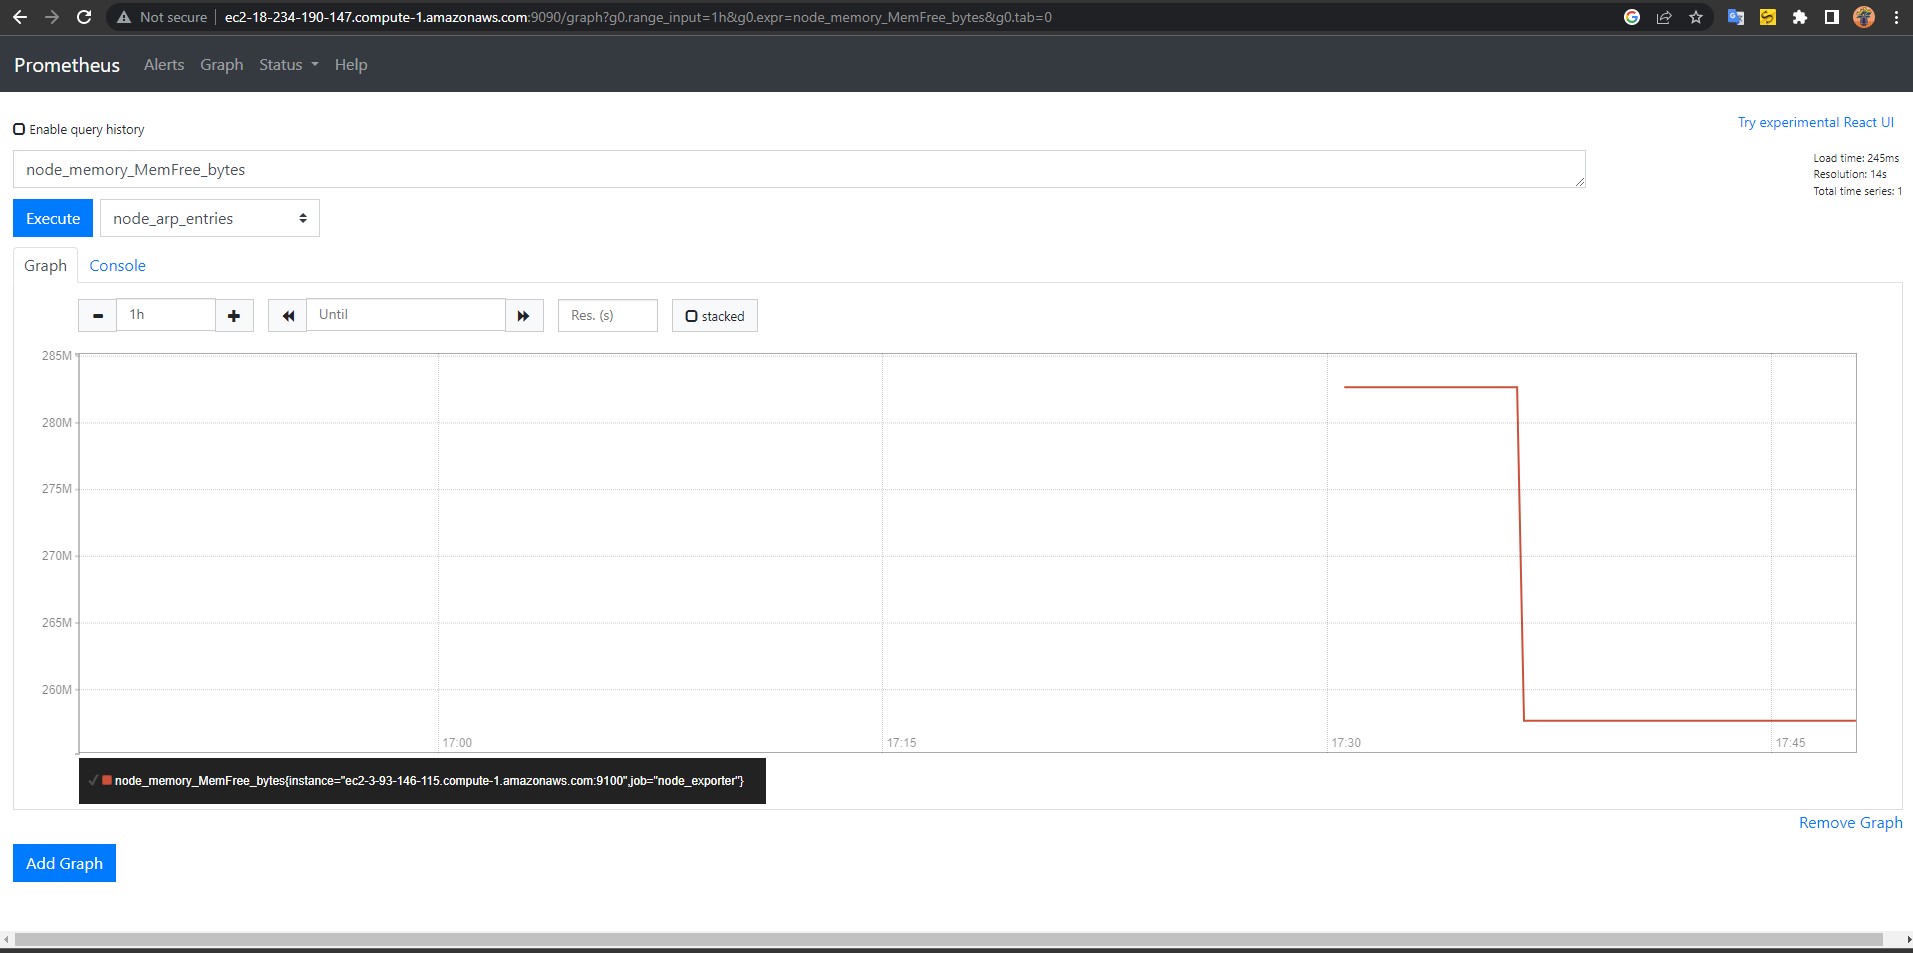 Not secure ec2-18-234-190-147.compute-1.amazonaws.com:9090/graph?g0.range_input=1h&g0.expr=node_memory_MemFree_bytes&g0.tab=0
Prometheus Alerts Graph Status Help
Enable query history
Try experimental React UI
node_memory_MemFree_bytes
Load time: 245ms
Resolution: 14s
Total time series: 1
Execute node_arp_entries
Graph Console
1h Until Res. (s) stacked
285M
280M
275M
270M
265M
260M
17:00 17:15 17:30 17:45
node_memory_MemFree_bytes{instance="ec2-3-93-146-115.compute-1.amazonaws.com:9100",job="node_exporter"}
Remove Graph
Add Graph